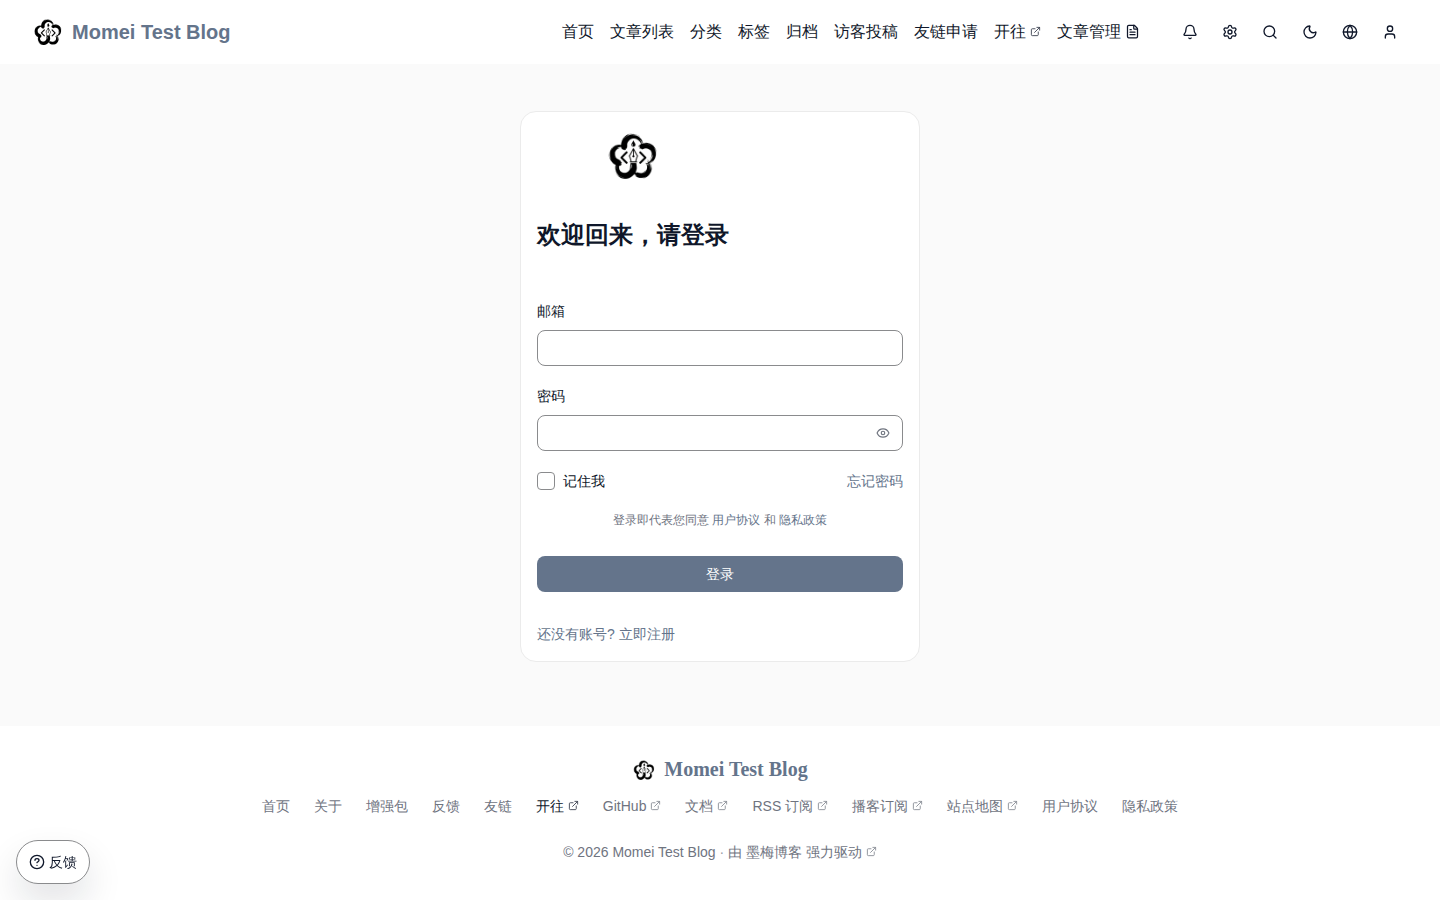 Momei Test Blog 首页 文章列表 分类 标签 归档 访客投稿 友链申请 开往 文章管理
欢迎回来，请登录
邮箱
密码
记住我 忘记密码
登录即代表您同意 用户协议 和 隐私政策
登录
还没有账号? 立即注册
Momei Test Blog
首页 关于 增强包 反馈 友链 开往 GitHub 文档 RSS 订阅 播客订阅 站点地图 用户协议 隐私政策
© 2026 Momei Test Blog · 由 墨梅博客 强力驱动
反馈